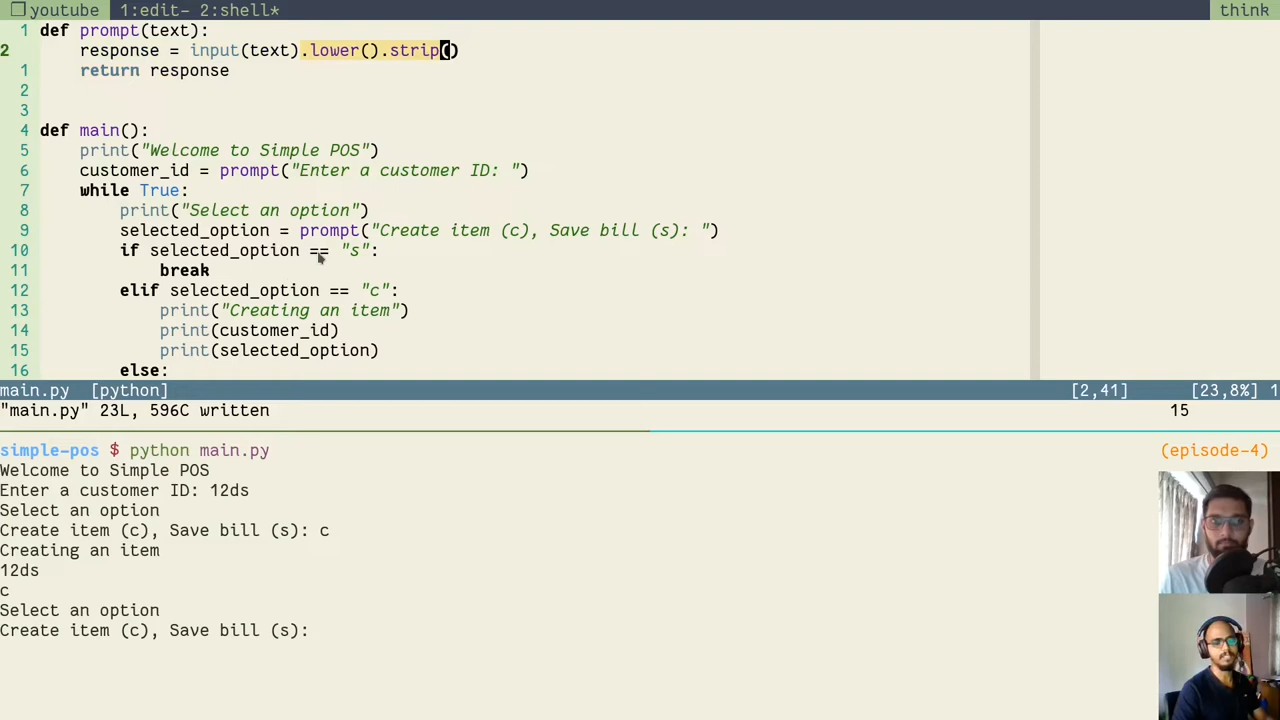 youtube 1:edit- 2:shell* think
1 def prompt(text):
2 response = input(text).lower().strip()
1 return response
2
3
4 def main():
5 print("Welcome to Simple POS")
6 customer_id = prompt("Enter a customer ID: ")
7 while True:
8 print("Select an option")
9 selected_option = prompt("Create item (c), Save bill (s): ")
10 if selected_option == "s":
11 break
12 elif selected_option == "c":
13 print("Creating an item")
14 print(customer_id)
15 print(selected_option)
16 else:
main.py [python] [2,41] [23,8%] 1
"main.py" 23L, 596C written 15
simple-pos $ python main.py (episode-4)
Welcome to Simple POS
Enter a customer ID: 12ds
Select an option
Create item (c), Save bill (s): c
Creating an item
12ds
c
Select an option
Create item (c), Save bill (s):